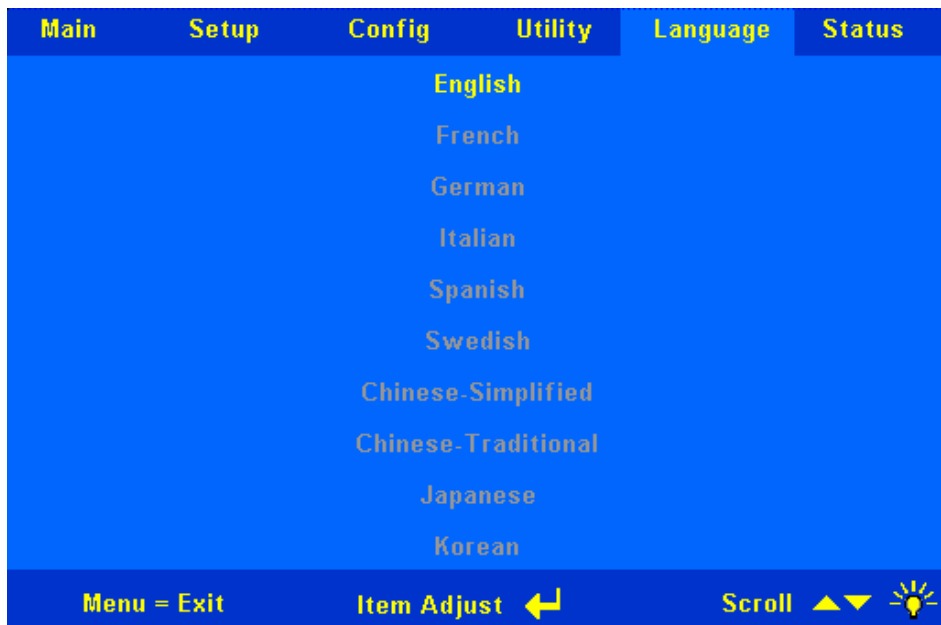 Main Setup Config Utility Language Status
English
French
German
Italian
Spanish
Swedish
Chinese-Simplified
Chinese-Traditional
Japanese
Korean
Menu = Exit Item Adjust Scroll